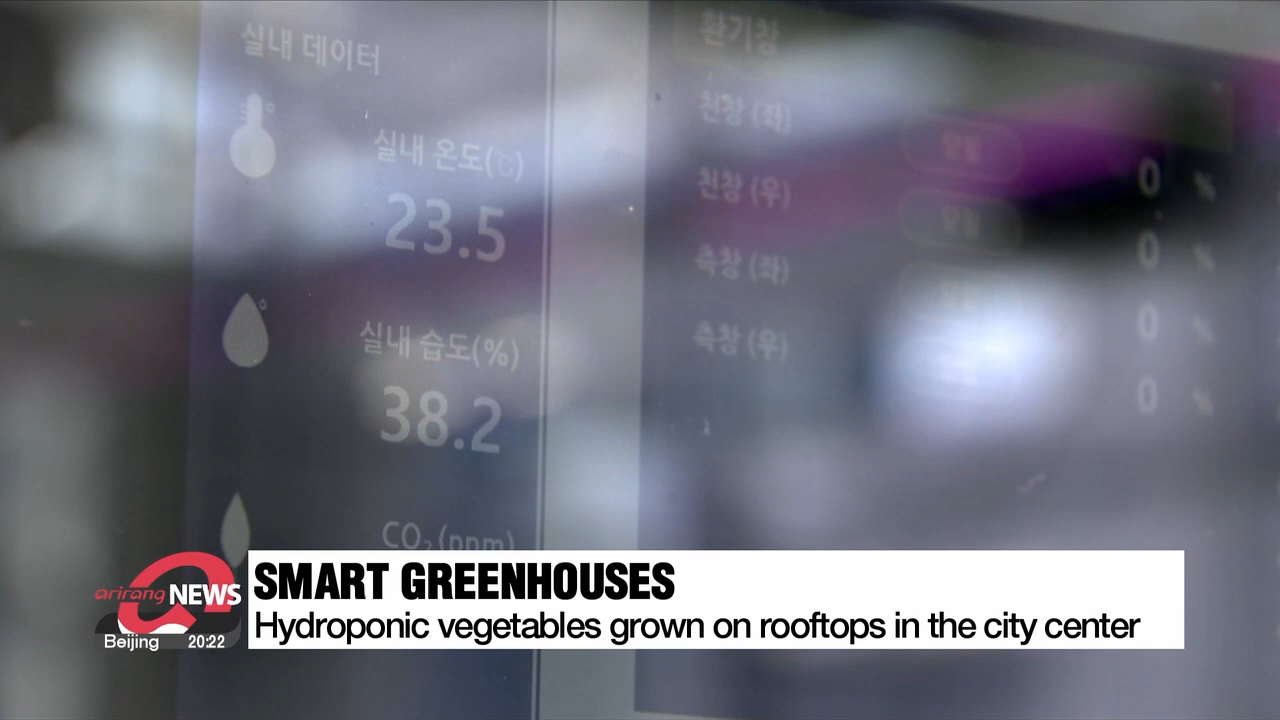 실내 데이터
실내 온도(℃)
23.5
실내 습도(%)
38.2
CO₂(ppm)
환기창
천창 (좌)
0 %
천창 (우)
0 %
측창 (좌)
0 %
측창 (우)
0 %
arirang NEWS
Beijing 20:22
SMART GREENHOUSES
Hydroponic vegetables grown on rooftops in the city center